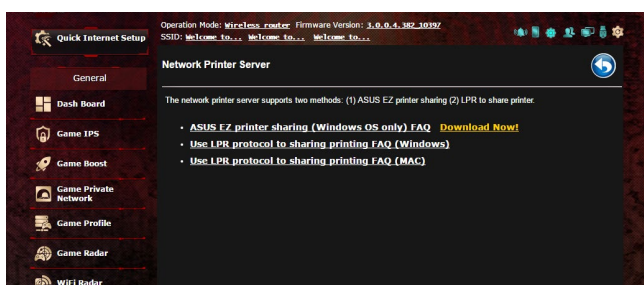 Quick Internet Setup
Operation Mode: Wireless router Firmware Version: 3.0.0.4.382_10397
SSID: Welcome to... Welcome to... Welcome to...
General
Dash Board
Game IPS
Game Boost
Game Private
Network
Game Profile
Game Radar
WiFi Radar
Network Printer Server
The network printer server supports two methods: (1) ASUS EZ printer sharing (2) LPR to share printer.
ASUS EZ printer sharing (Windows OS only) FAQ Download Now!
Use LPR protocol to sharing printing FAQ (Windows)
Use LPR protocol to sharing printing FAQ (MAC)